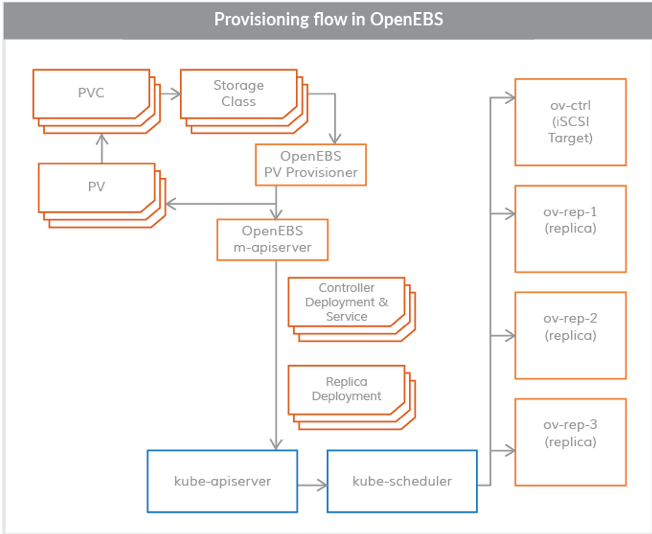 Provisioning flow in OpenEBS
PVC
Storage
Class
ov-ctrl
(iSCSI
Target)
OpenEBS
PV Provisioner
PV
ov-rep-1
(replica)
OpenEBS
m-apiserver
Controller
Deployment &
Service
ov-rep-2
(replica)
Replica
Deployment
ov-rep-3
(replica)
kube-apiserver
kube-scheduler